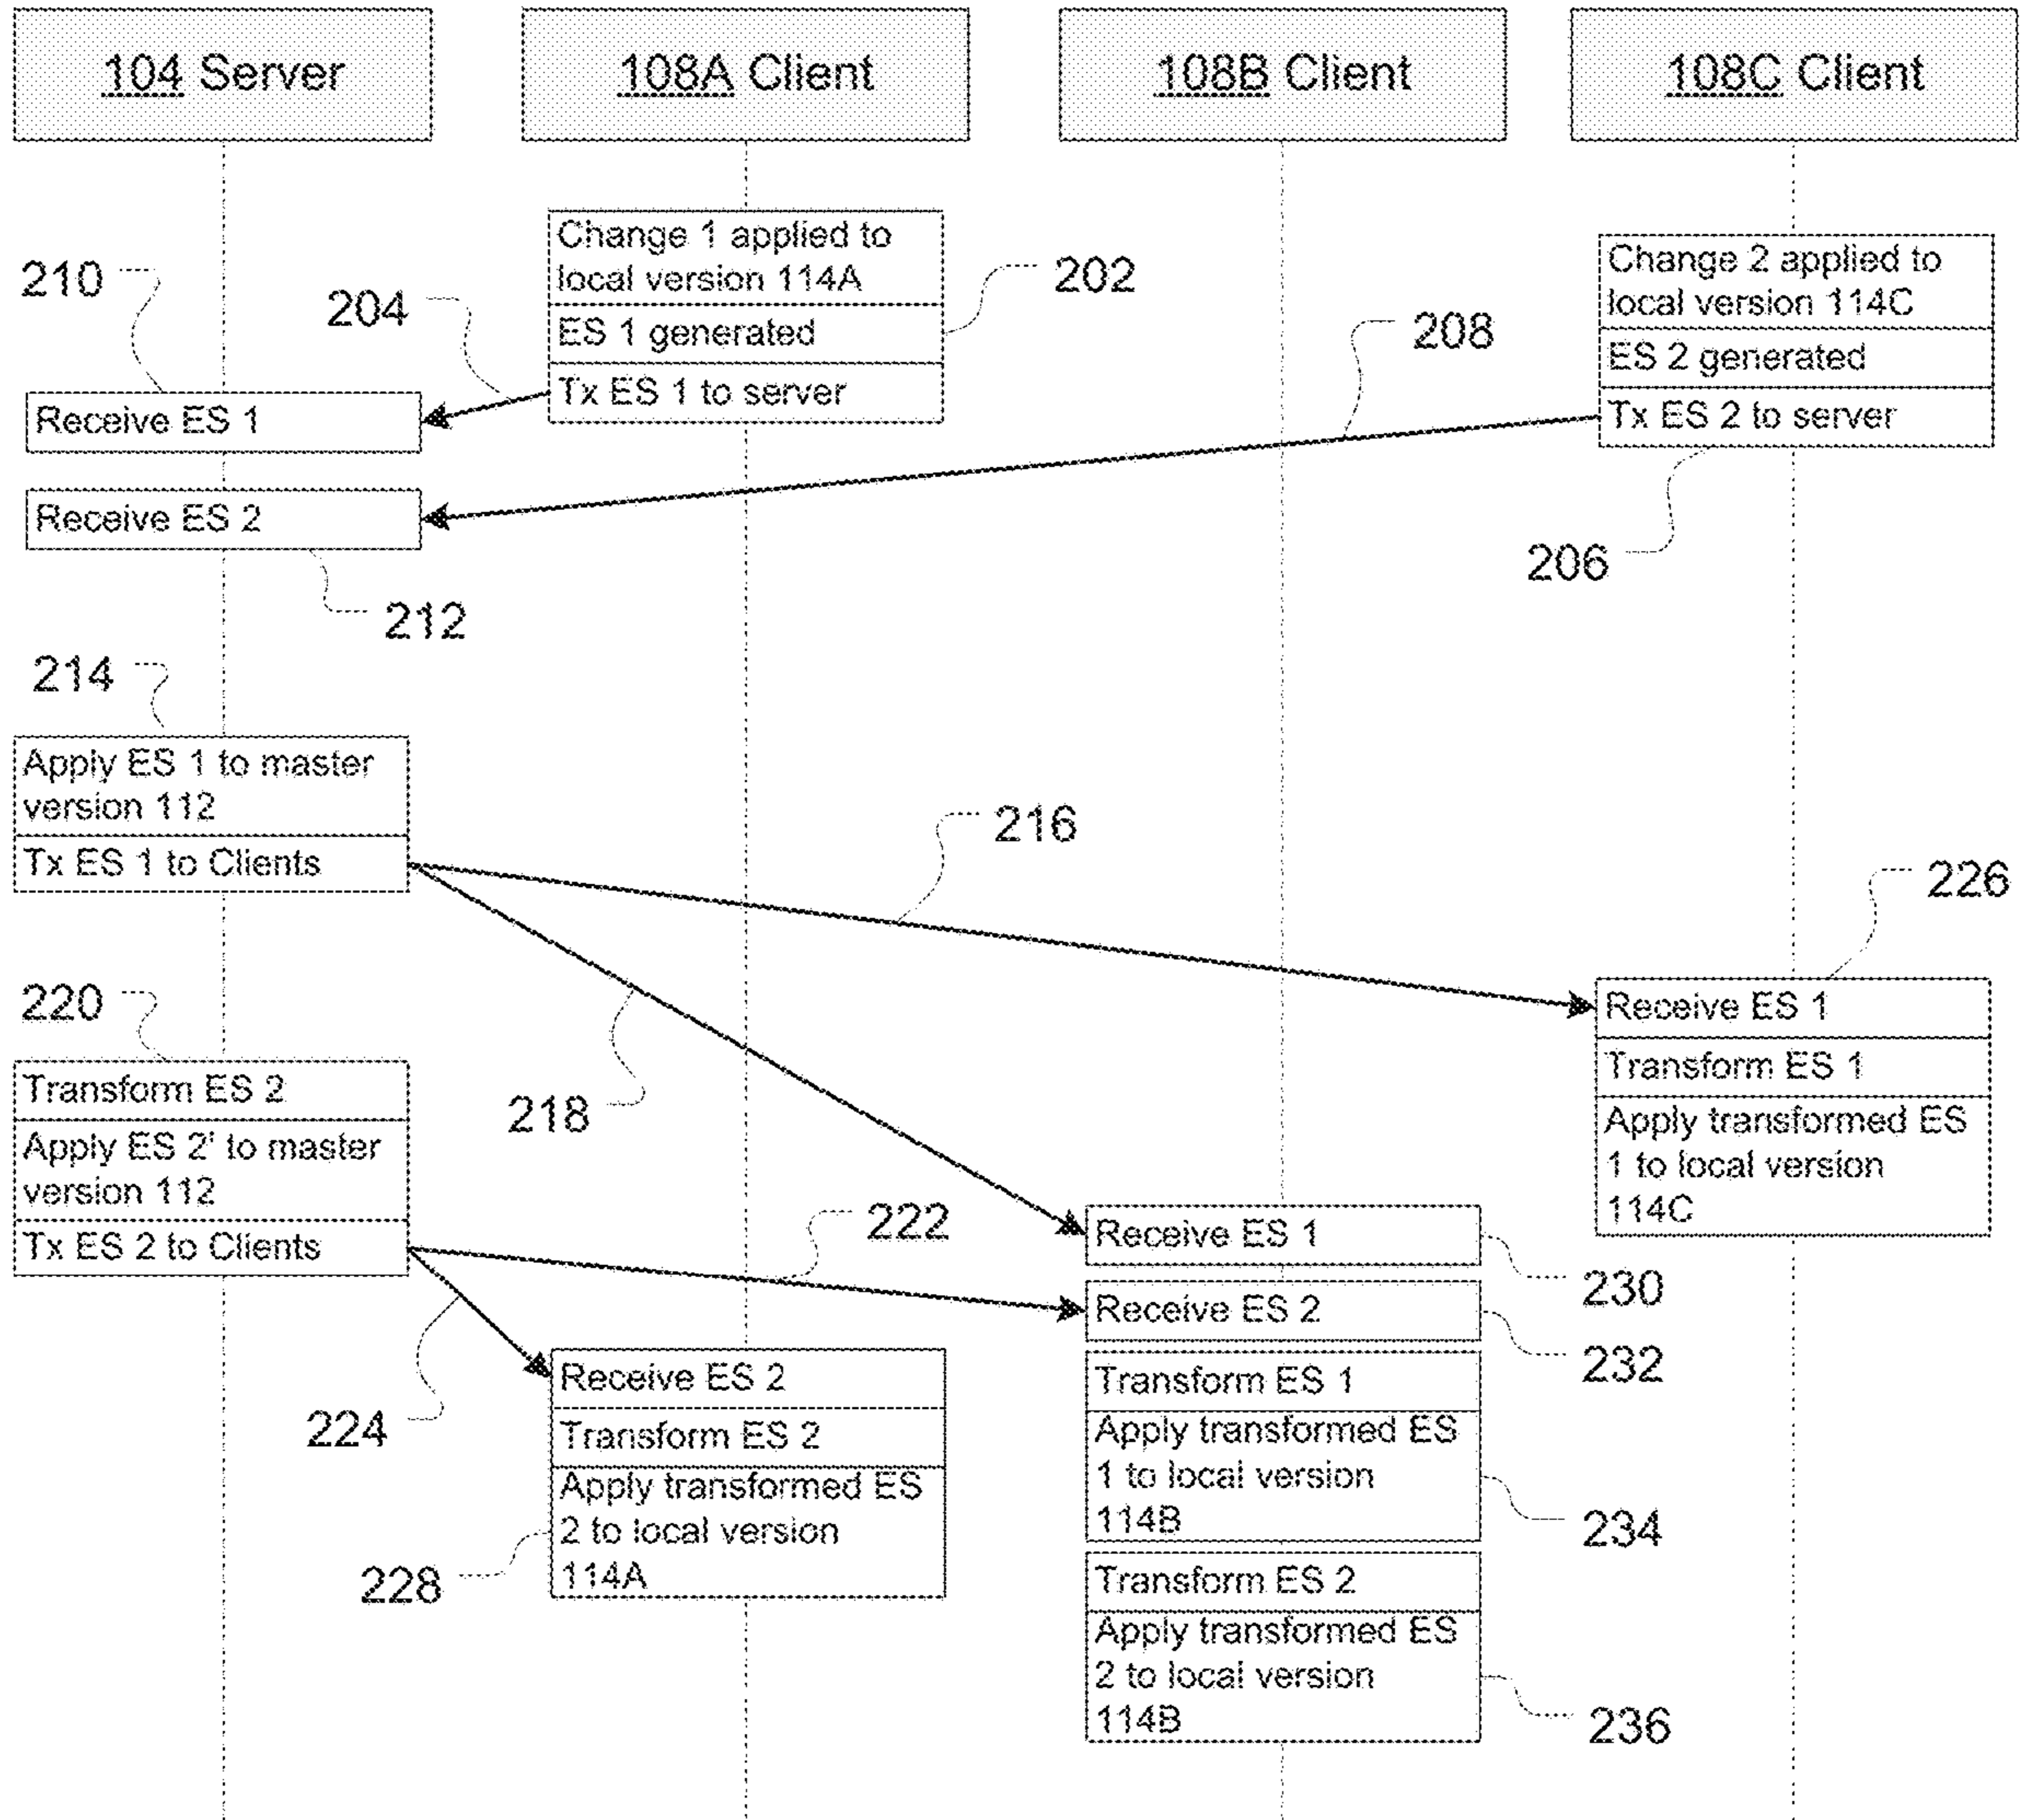 104 Server
108A Client
108B Client
108C Client
Change 1 applied to
local version 114A
ES 1 generated
Tx ES 1 to server
202
204
210
Change 2 applied to
local version 114C
ES 2 generated
Tx ES 2 to server
208
206
Receive ES 1
Receive ES 2
212
214
Apply ES 1 to master
version 112
Tx ES 1 to Clients
216
218
226
Receive ES 1
Transform ES 1
Apply transformed ES
1 to local version
114C
220
Transform ES 2
Apply ES 2' to master
version 112
Tx ES 2 to Clients
222
224
Receive ES 1
230
Receive ES 2
232
Receive ES 2
Transform ES 2
Apply transformed ES
2 to local version
114A
228
Transform ES 1
Apply transformed ES
1 to local version
114B
234
Transform ES 2
Apply transformed ES
2 to local version
114B
236